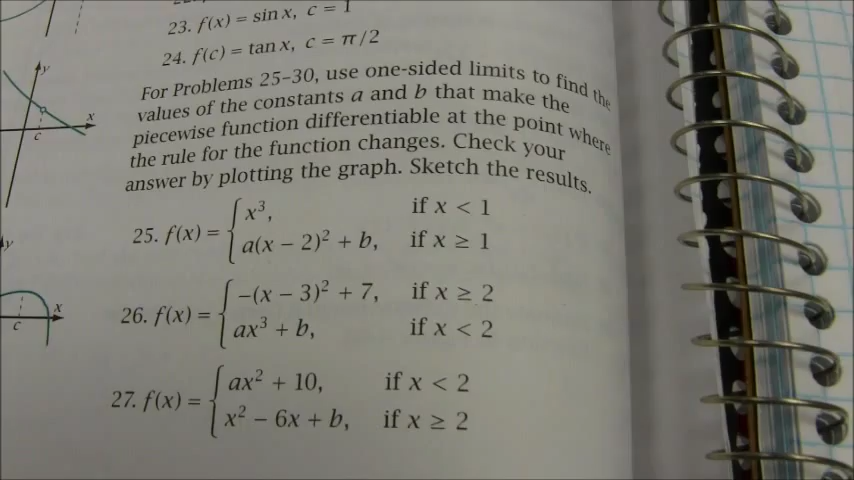 23. f(x) = sin x, c = 1
24. f(c) = tan x, c = π/2
For Problems 25–30, use one-sided limits to find the
values of the constants a and b that make the
piecewise function differentiable at the point where
the rule for the function changes. Check your
answer by plotting the graph. Sketch the results.
25. f(x) = { x³, if x < 1
a(x − 2)² + b, if x ≥ 1
26. f(x) = { −(x − 3)² + 7, if x ≥ 2
ax³ + b, if x < 2
27. f(x) = { ax² + 10, if x < 2
x² − 6x + b, if x ≥ 2
y
x
c
y
x
c